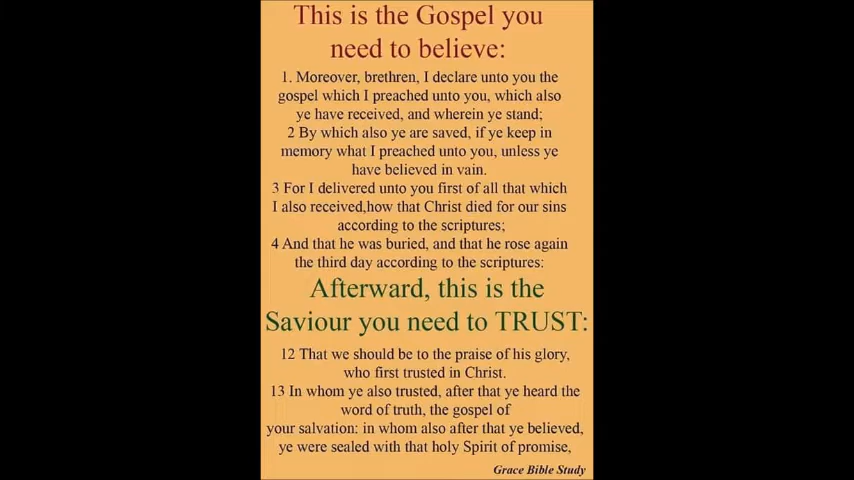 This is the Gospel you
need to believe:
1. Moreover, brethren, I declare unto you the
gospel which I preached unto you, which also
ye have received, and wherein ye stand;
2 By which also ye are saved, if ye keep in
memory what I preached unto you, unless ye
have believed in vain.
3 For I delivered unto you first of all that which
I also received,how that Christ died for our sins
according to the scriptures;
4 And that he was buried, and that he rose again
the third day according to the scriptures:
Afterward, this is the
Saviour you need to TRUST:
12 That we should be to the praise of his glory,
who first trusted in Christ.
13 In whom ye also trusted, after that ye heard the
word of truth, the gospel of
your salvation: in whom also after that ye believed,
ye were sealed with that holy Spirit of promise,
Grace Bible Study